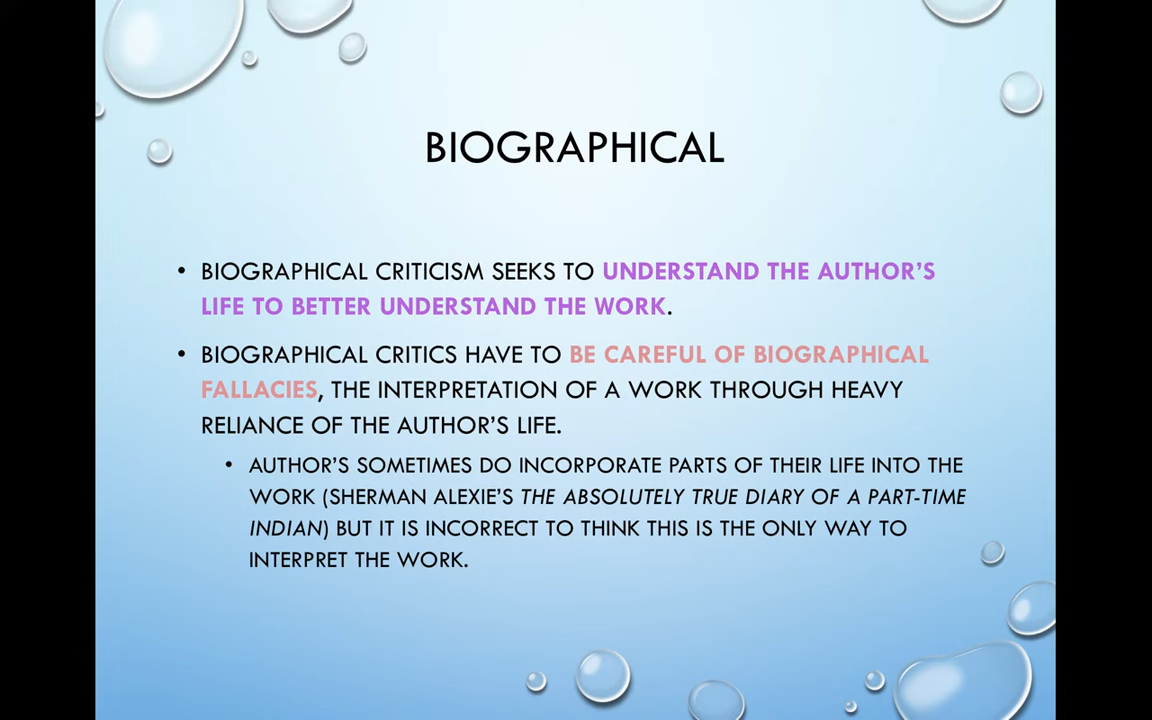 BIOGRAPHICAL
• BIOGRAPHICAL CRITICISM SEEKS TO UNDERSTAND THE AUTHOR’S
LIFE TO BETTER UNDERSTAND THE WORK.
• BIOGRAPHICAL CRITICS HAVE TO BE CAREFUL OF BIOGRAPHICAL
FALLACIES, THE INTERPRETATION OF A WORK THROUGH HEAVY
RELIANCE OF THE AUTHOR’S LIFE.
• AUTHOR’S SOMETIMES DO INCORPORATE PARTS OF THEIR LIFE INTO THE
WORK (SHERMAN ALEXIE’S THE ABSOLUTELY TRUE DIARY OF A PART-TIME
INDIAN) BUT IT IS INCORRECT TO THINK THIS IS THE ONLY WAY TO
INTERPRET THE WORK.